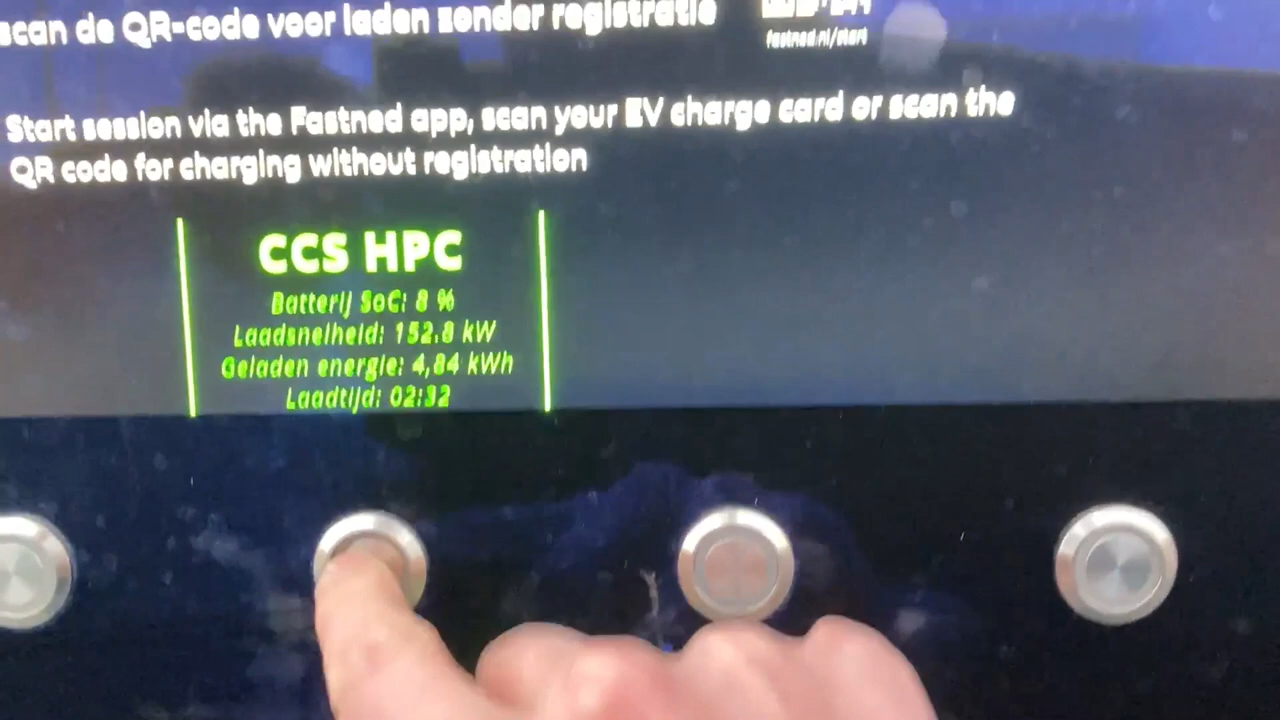 scan de QR-code voor laden zonder registratie
fastned.nl/start
Start session via the Fastned app, scan your EV charge card or scan the
QR code for charging without registration
CCS HPC
Batterij SoC: 8 %
Laadsnelheid: 152.8 kW
Geladen energie: 4,84 kWh
Laadtijd: 02:32